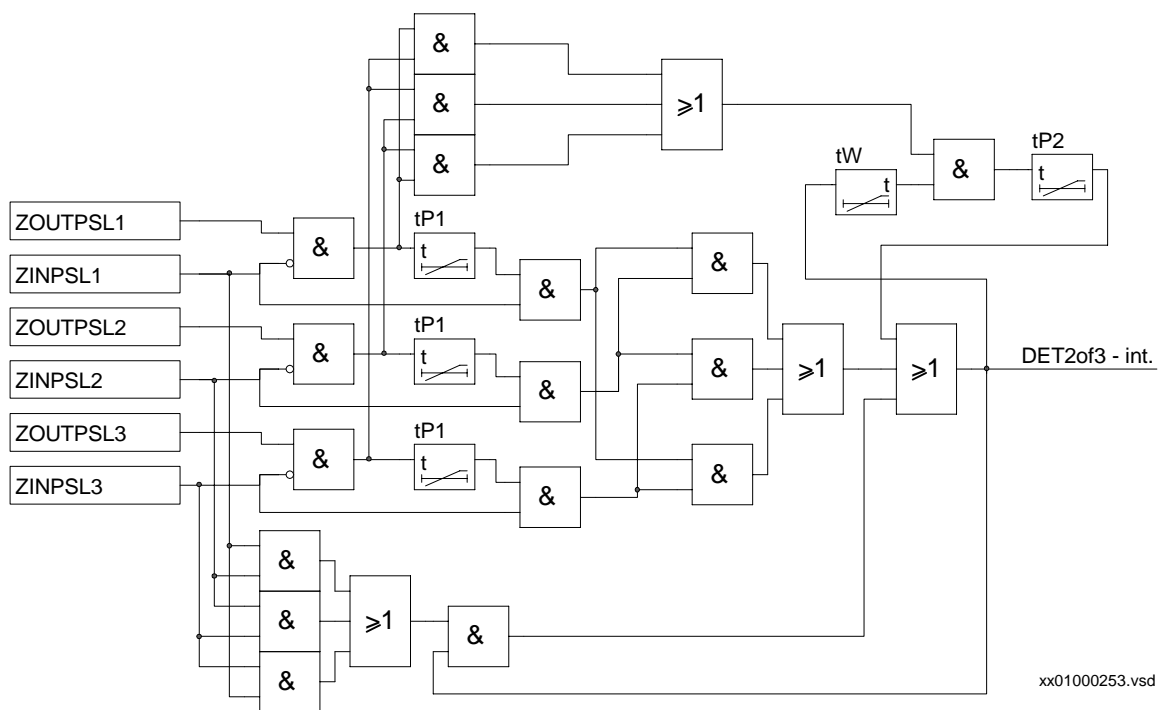 &
&
&
≥1
tW
t
&
tP2
t
ZOUTPSL1
ZINPSL1
ZOUTPSL2
ZINPSL2
ZOUTPSL3
ZINPSL3
&
tP1
t
&
&
&
tP1
t
&
&
≥1
≥1
DET2of3 - int.
&
tP1
t
&
&
&
&
&
≥1
&
xx01000253.vsd